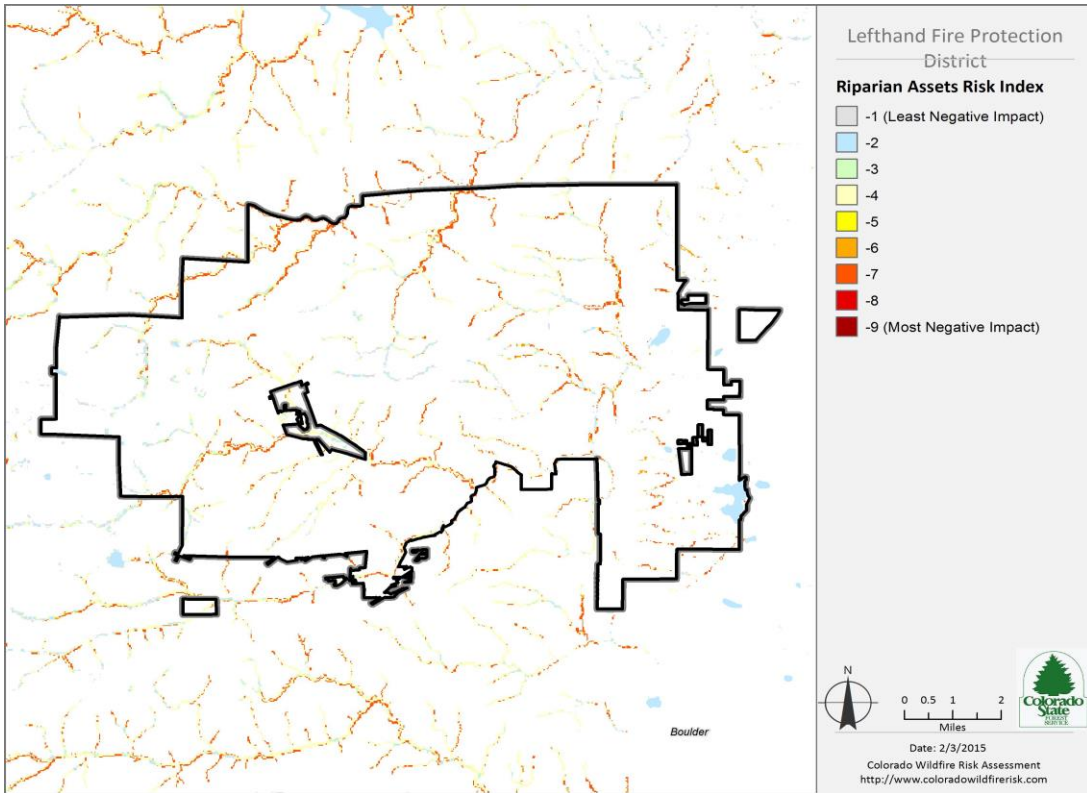 Lefthand Fire Protection
District
Riparian Assets Risk Index
-1 (Least Negative Impact)
-2
-3
-4
-5
-6
-7
-8
-9 (Most Negative Impact)
Boulder
N
0 0.5 1 2
Miles
Colorado
State
FOREST
SERVICE
Date: 2/3/2015
Colorado Wildfire Risk Assessment
http://www.coloradowildfirerisk.com